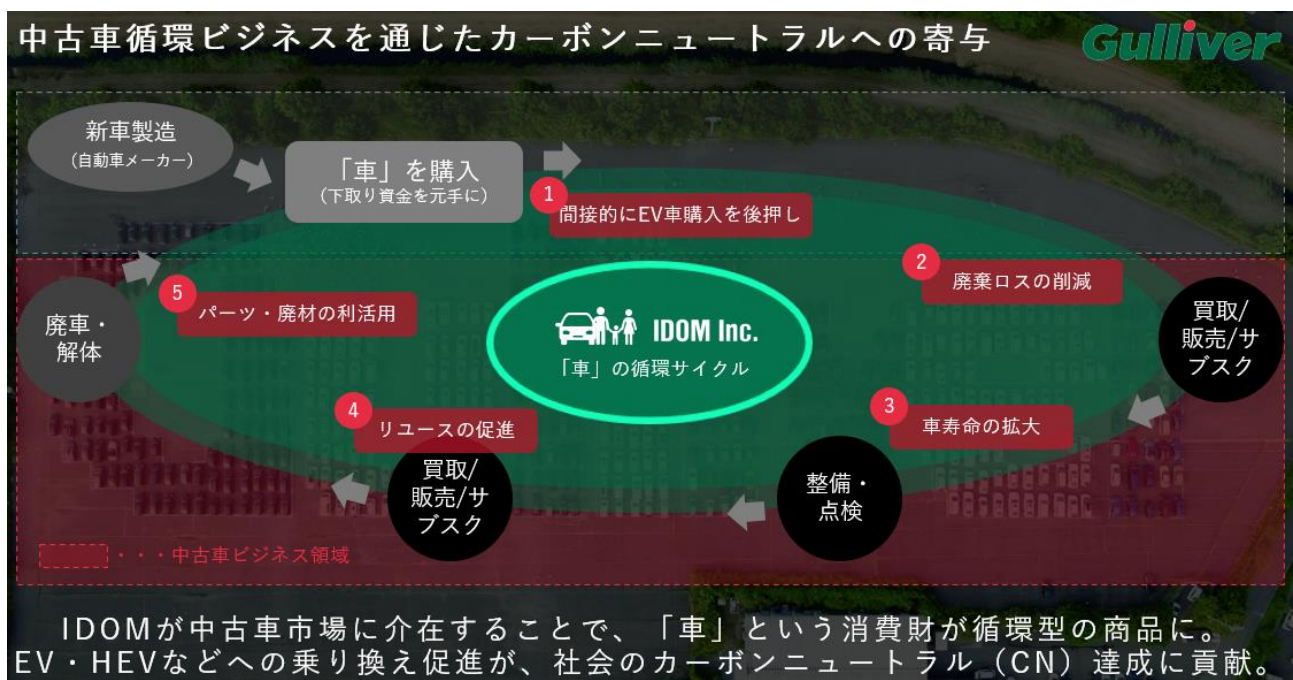 中古車循環ビジネスを通じたカーボンニュートラルへの寄与
Gulliver
新車製造
(自動車メーカー)
「車」を購入
(下取り資金を元手に)
1
間接的にEV車購入を後押し
2
廃棄ロスの削減
買取/
販売/サ
ブスク
3
車寿命の拡大
整備・
点検
4
リユースの促進
買取/
販売/サ
ブスク
5
パーツ・廃材の利活用
廃車・
解体
IDOM Inc.
「車」の循環サイクル
・・・中古車ビジネス領域
IDOMが中古車市場に介在することで、「車」という消費財が循環型の商品に。
EV・HEVなどへの乗り換え促進が、社会のカーボンニュートラル（CN）達成に貢献。